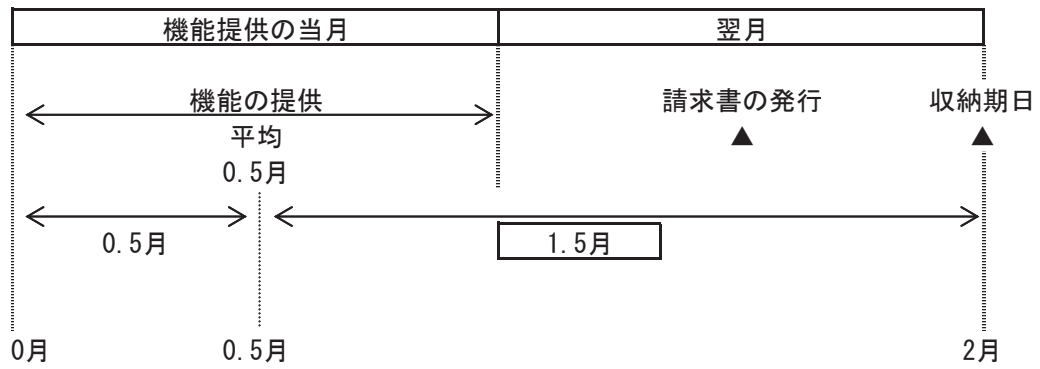 機能提供の当月 翌月
機能の提供 請求書の発行 収納期日
平均 ▲ ▲
0.5月
0.5月 1.5月
0月 0.5月 2月